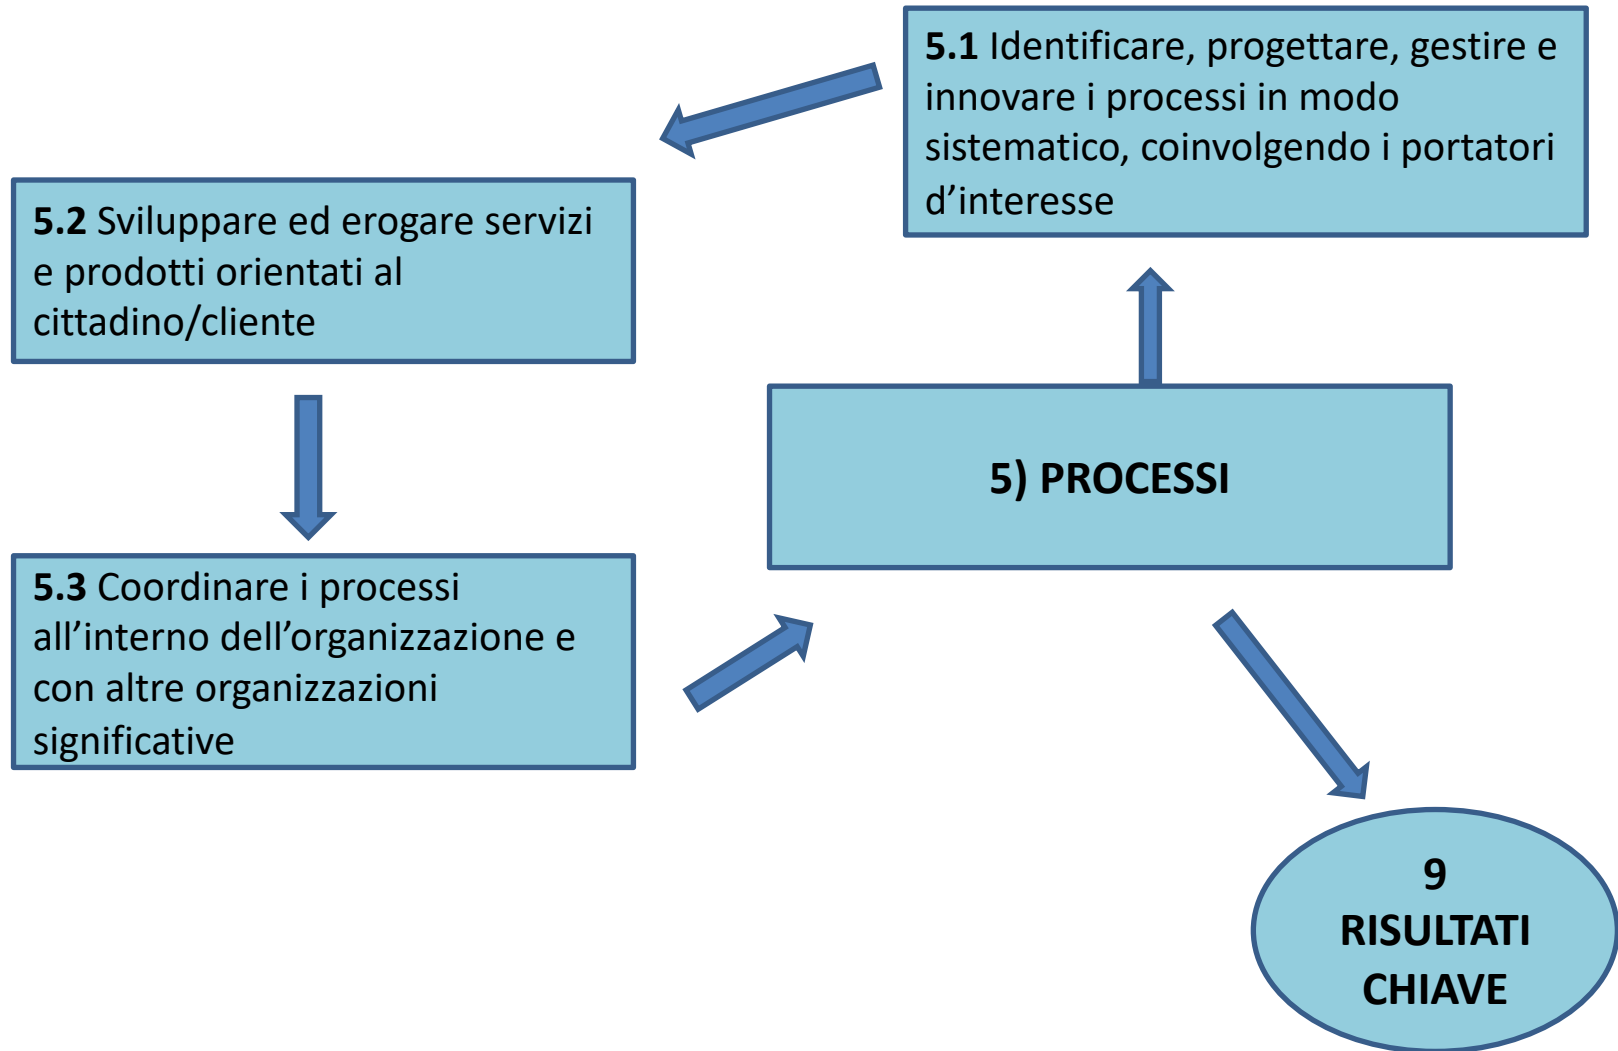 5.1 Identificare, progettare, gestire e
innovare i processi in modo
sistematico, coinvolgendo i portatori
d’interesse
5.2 Sviluppare ed erogare servizi
e prodotti orientati al
cittadino/cliente
5) PROCESSI
5.3 Coordinare i processi
all’interno dell’organizzazione e
con altre organizzazioni
significative
9
RISULTATI
CHIAVE